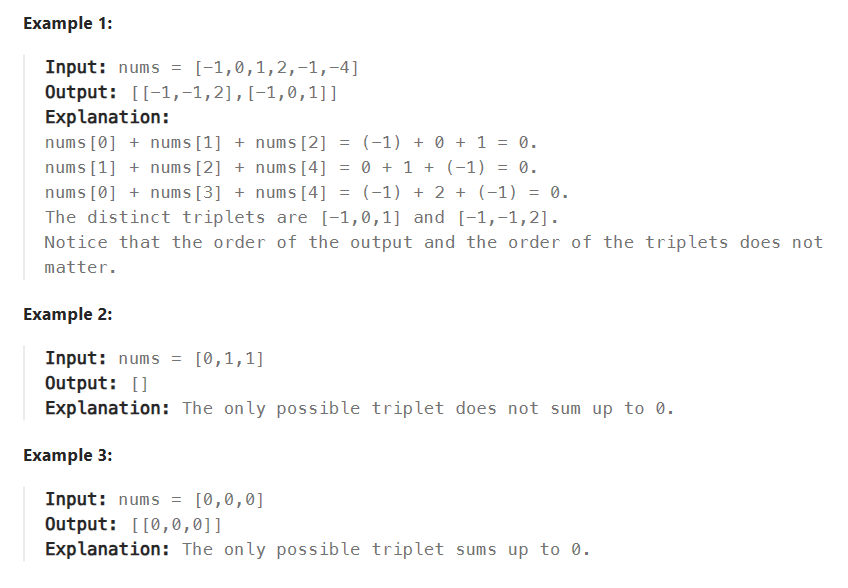 Example 1:
Input: nums = [-1,0,1,2,-1,-4]
Output: [[-1,-1,2],[-1,0,1]]
Explanation:
nums[0] + nums[1] + nums[2] = (-1) + 0 + 1 = 0.
nums[1] + nums[2] + nums[4] = 0 + 1 + (-1) = 0.
nums[0] + nums[3] + nums[4] = (-1) + 2 + (-1) = 0.
The distinct triplets are [-1,0,1] and [-1,-1,2].
Notice that the order of the output and the order of the triplets does not
matter.
Example 2:
Input: nums = [0,1,1]
Output: []
Explanation: The only possible triplet does not sum up to 0.
Example 3:
Input: nums = [0,0,0]
Output: [[0,0,0]]
Explanation: The only possible triplet sums up to 0.